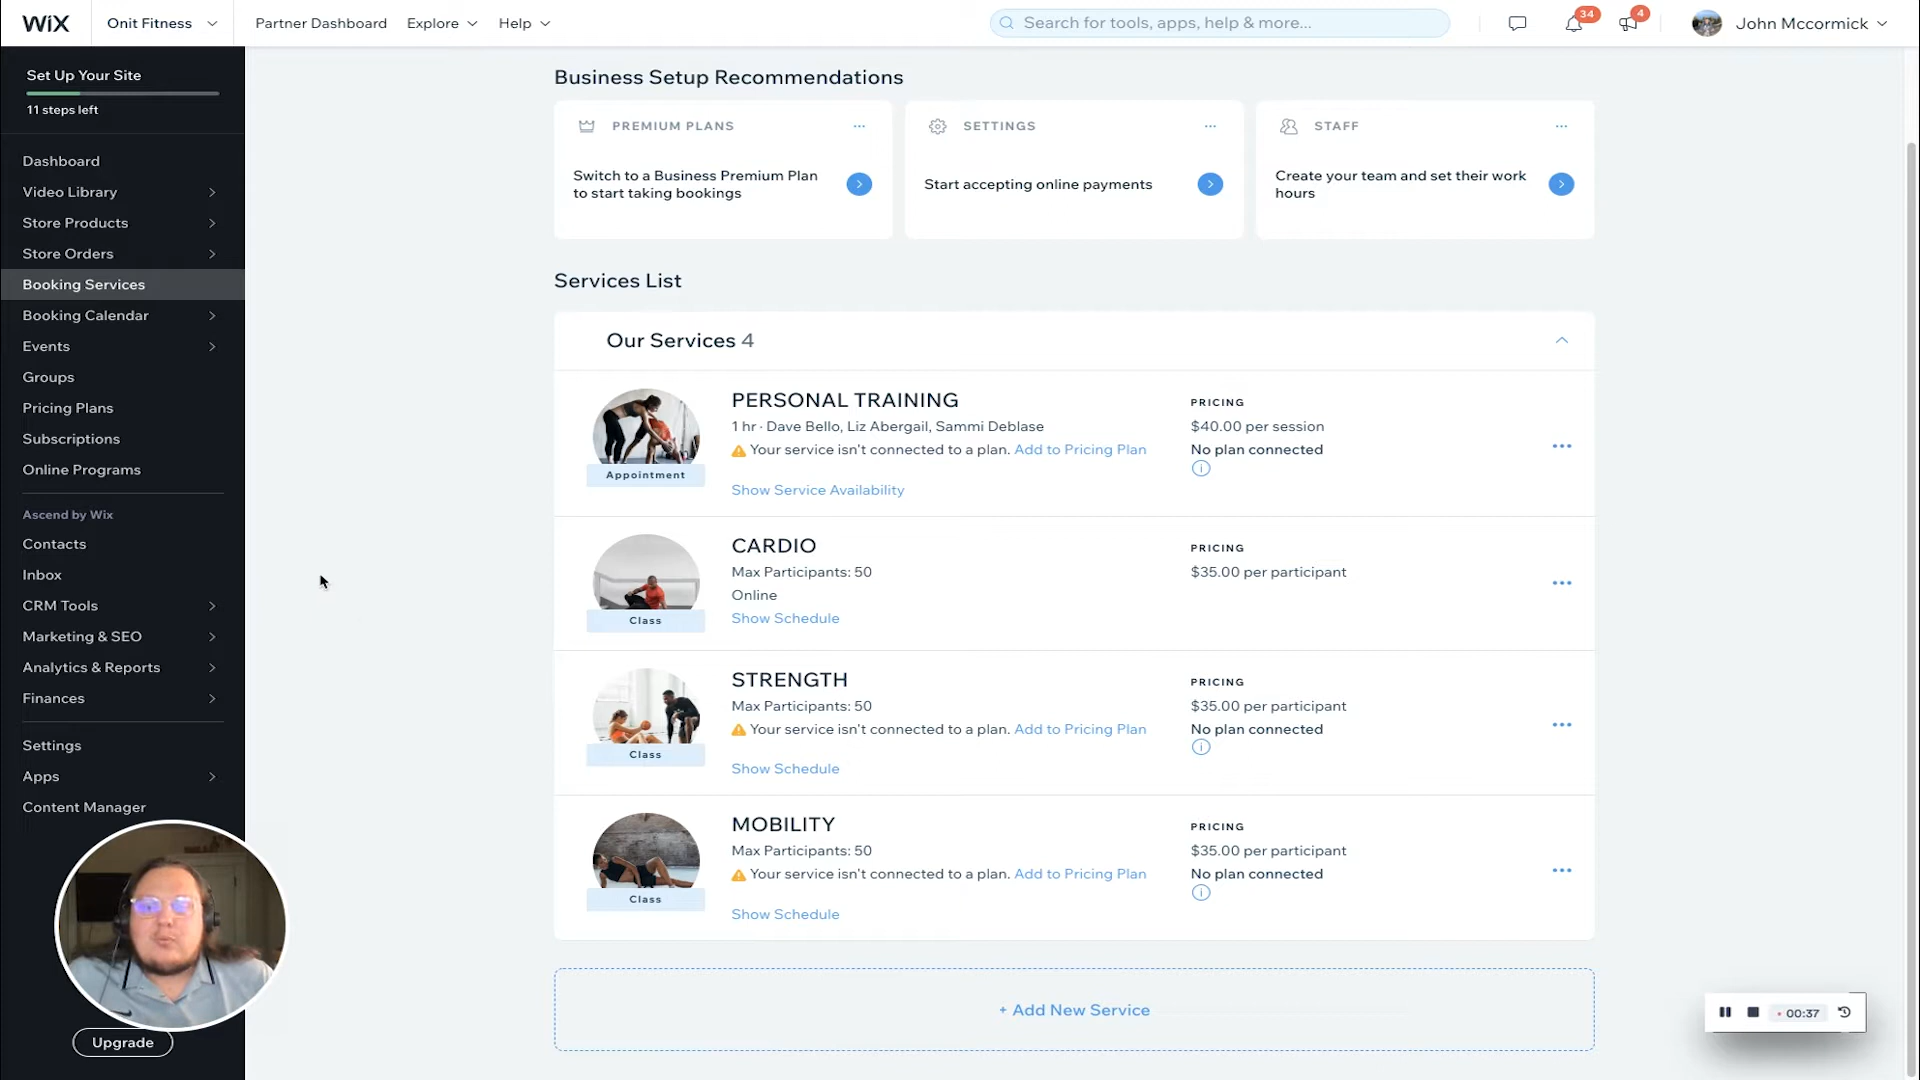 WiX
Onit Fitness
Partner Dashboard
Explore
Help
Search for tools, apps, help & more...
34
4
John Mccormick
Set Up Your Site
11 steps left
Dashboard
Video Library
Store Products
Store Orders
Booking Services
Booking Calendar
Events
Groups
Pricing Plans
Subscriptions
Online Programs
Ascend by Wix
Contacts
Inbox
CRM Tools
Marketing & SEO
Analytics & Reports
Finances
Settings
Apps
Content Manager
Upgrade
Business Setup Recommendations
PREMIUM PLANS
Switch to a Business Premium Plan
to start taking bookings
SETTINGS
Start accepting online payments
STAFF
Create your team and set their work
hours
Services List
Our Services 4
PERSONAL TRAINING
1 hr · Dave Bello, Liz Abergail, Sammi Deblase
Your service isn't connected to a plan. Add to Pricing Plan
Appointment
Show Service Availability
PRICING
$40.00 per session
No plan connected
CARDIO
Max Participants: 50
Online
Class
Show Schedule
PRICING
$35.00 per participant
STRENGTH
Max Participants: 50
Your service isn't connected to a plan. Add to Pricing Plan
Class
Show Schedule
PRICING
$35.00 per participant
No plan connected
MOBILITY
Max Participants: 50
Your service isn't connected to a plan. Add to Pricing Plan
Class
Show Schedule
PRICING
$35.00 per participant
No plan connected
+ Add New Service
00:37